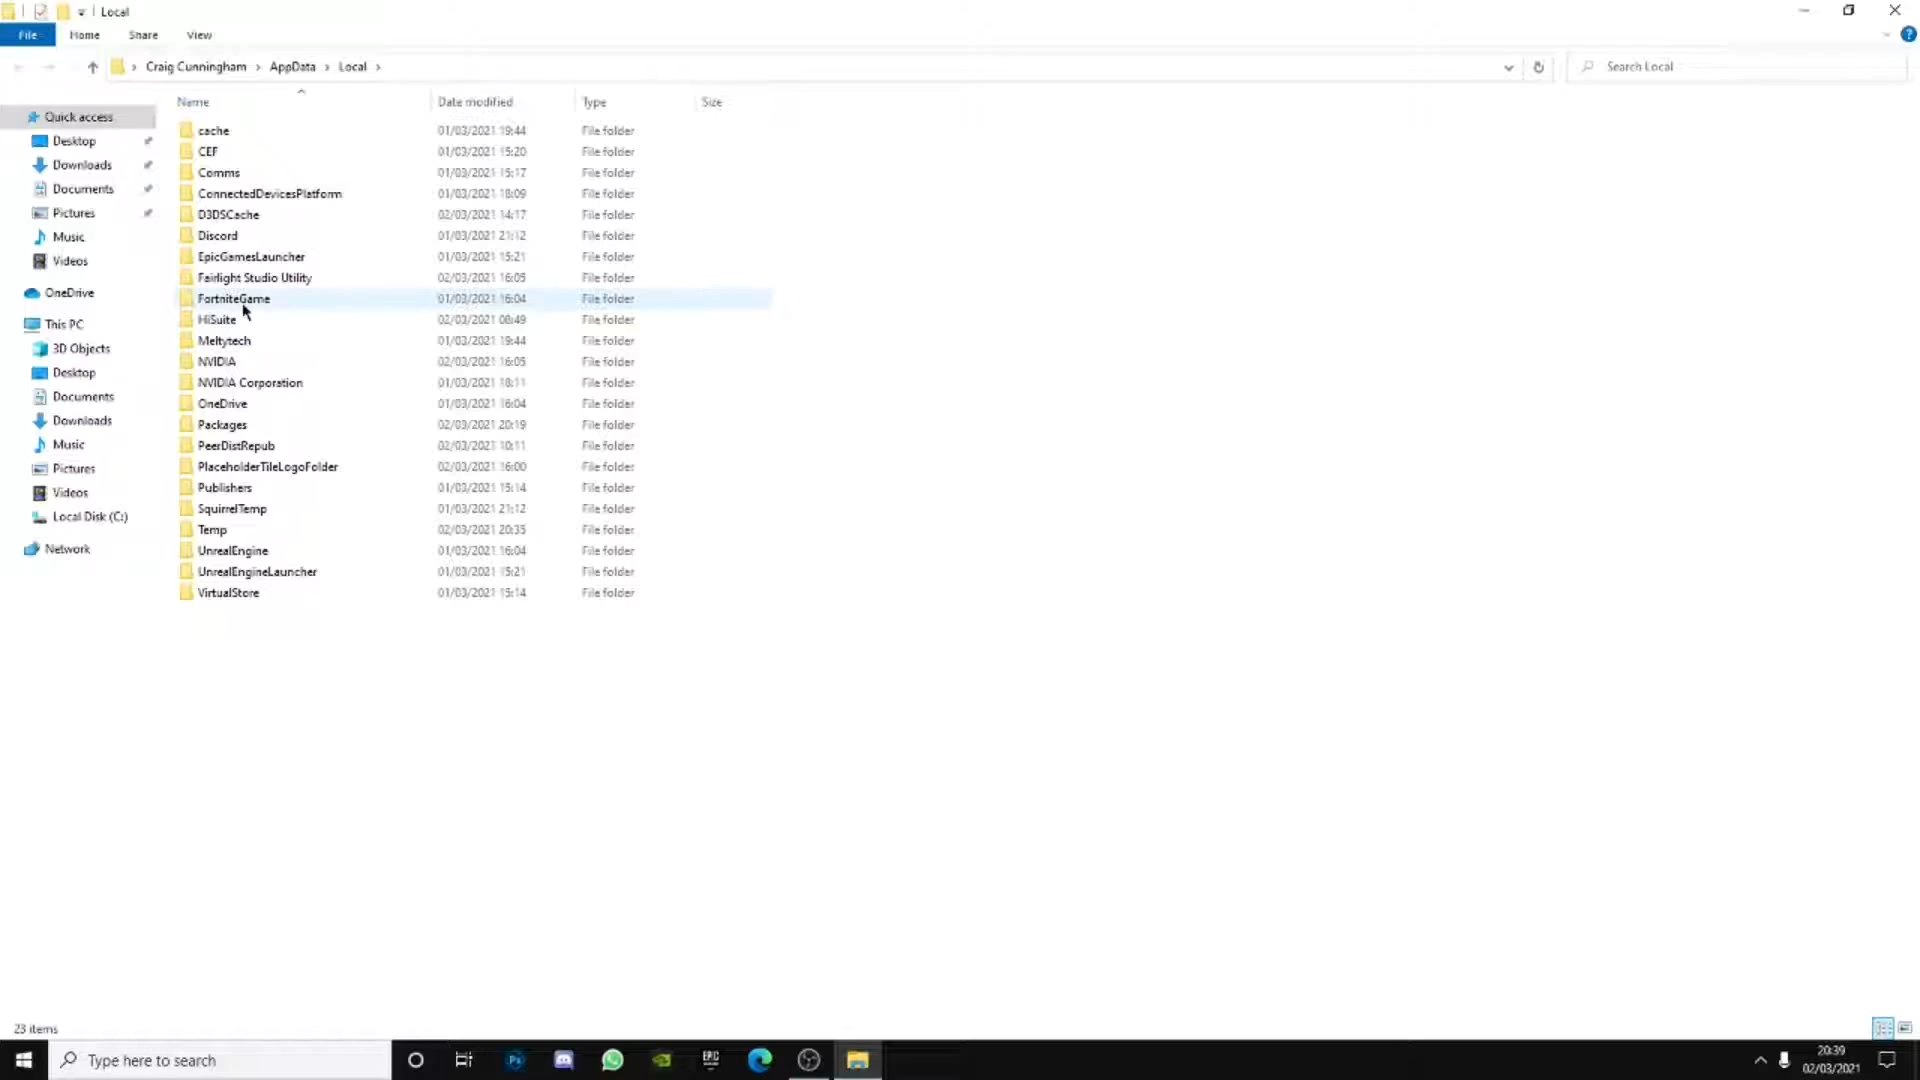 Local
File Home Share View
Craig Cunningham > AppData > Local >
Search Local
Name Date modified Type Size
Quick access
Desktop
Downloads
Documents
Pictures
Music
Videos
OneDrive
This PC
3D Objects
Desktop
Documents
Downloads
Music
Pictures
Videos
Local Disk (C:)
Network
cache 01/03/2021 19:44 File folder
CEF 01/03/2021 15:20 File folder
Comms 01/03/2021 15:17 File folder
ConnectedDevicesPlatform 01/03/2021 18:09 File folder
D3DSCache 02/03/2021 14:17 File folder
Discord 01/03/2021 21:12 File folder
EpicGamesLauncher 01/03/2021 15:21 File folder
Fairlight Studio Utility 02/03/2021 16:05 File folder
FortniteGame 01/03/2021 16:04 File folder
HiSuite 02/03/2021 08:49 File folder
Meltytech 01/03/2021 19:44 File folder
NVIDIA 02/03/2021 16:05 File folder
NVIDIA Corporation 01/03/2021 18:11 File folder
OneDrive 01/03/2021 16:04 File folder
Packages 02/03/2021 20:19 File folder
PeerDistRepub 02/03/2021 10:11 File folder
PlaceholderTileLogoFolder 02/03/2021 16:00 File folder
Publishers 01/03/2021 15:14 File folder
SquirrelTemp 01/03/2021 21:12 File folder
Temp 02/03/2021 20:35 File folder
UnrealEngine 01/03/2021 16:04 File folder
UnrealEngineLauncher 01/03/2021 15:21 File folder
VirtualStore 01/03/2021 15:14 File folder
23 items
Type here to search
Ps
EPIC
20:39
02/03/2021